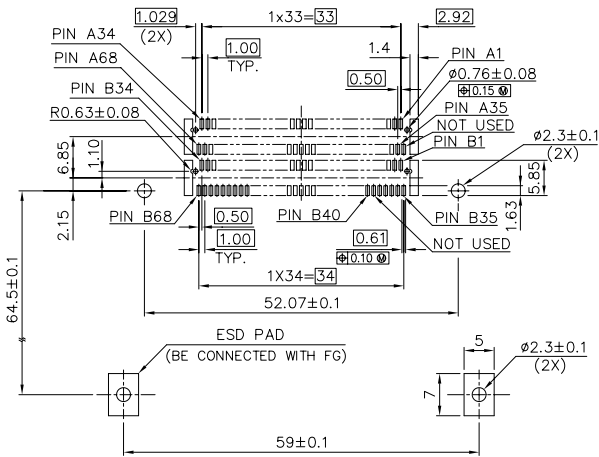 1.029
(2X)
1x33=33
2.92
PIN A34
PIN A68
PIN B34
R0.63±0.08
1.00
TYP.
1.4
0.50
PIN A1
ø0.76±0.08
⌖ 0.15 Ⓜ
PIN A35
NOT USED
PIN B1
ø2.3±0.1
(2X)
6.85
1.10
2.15
5.85
1.63
PIN B68
0.50
1.00
TYP.
PIN B40
0.61
⌖ 0.10 Ⓜ
PIN B35
NOT USED
1X34=34
52.07±0.1
64.5±0.1
ESD PAD
(BE CONNECTED WITH FG)
5
7
ø2.3±0.1
(2X)
59±0.1